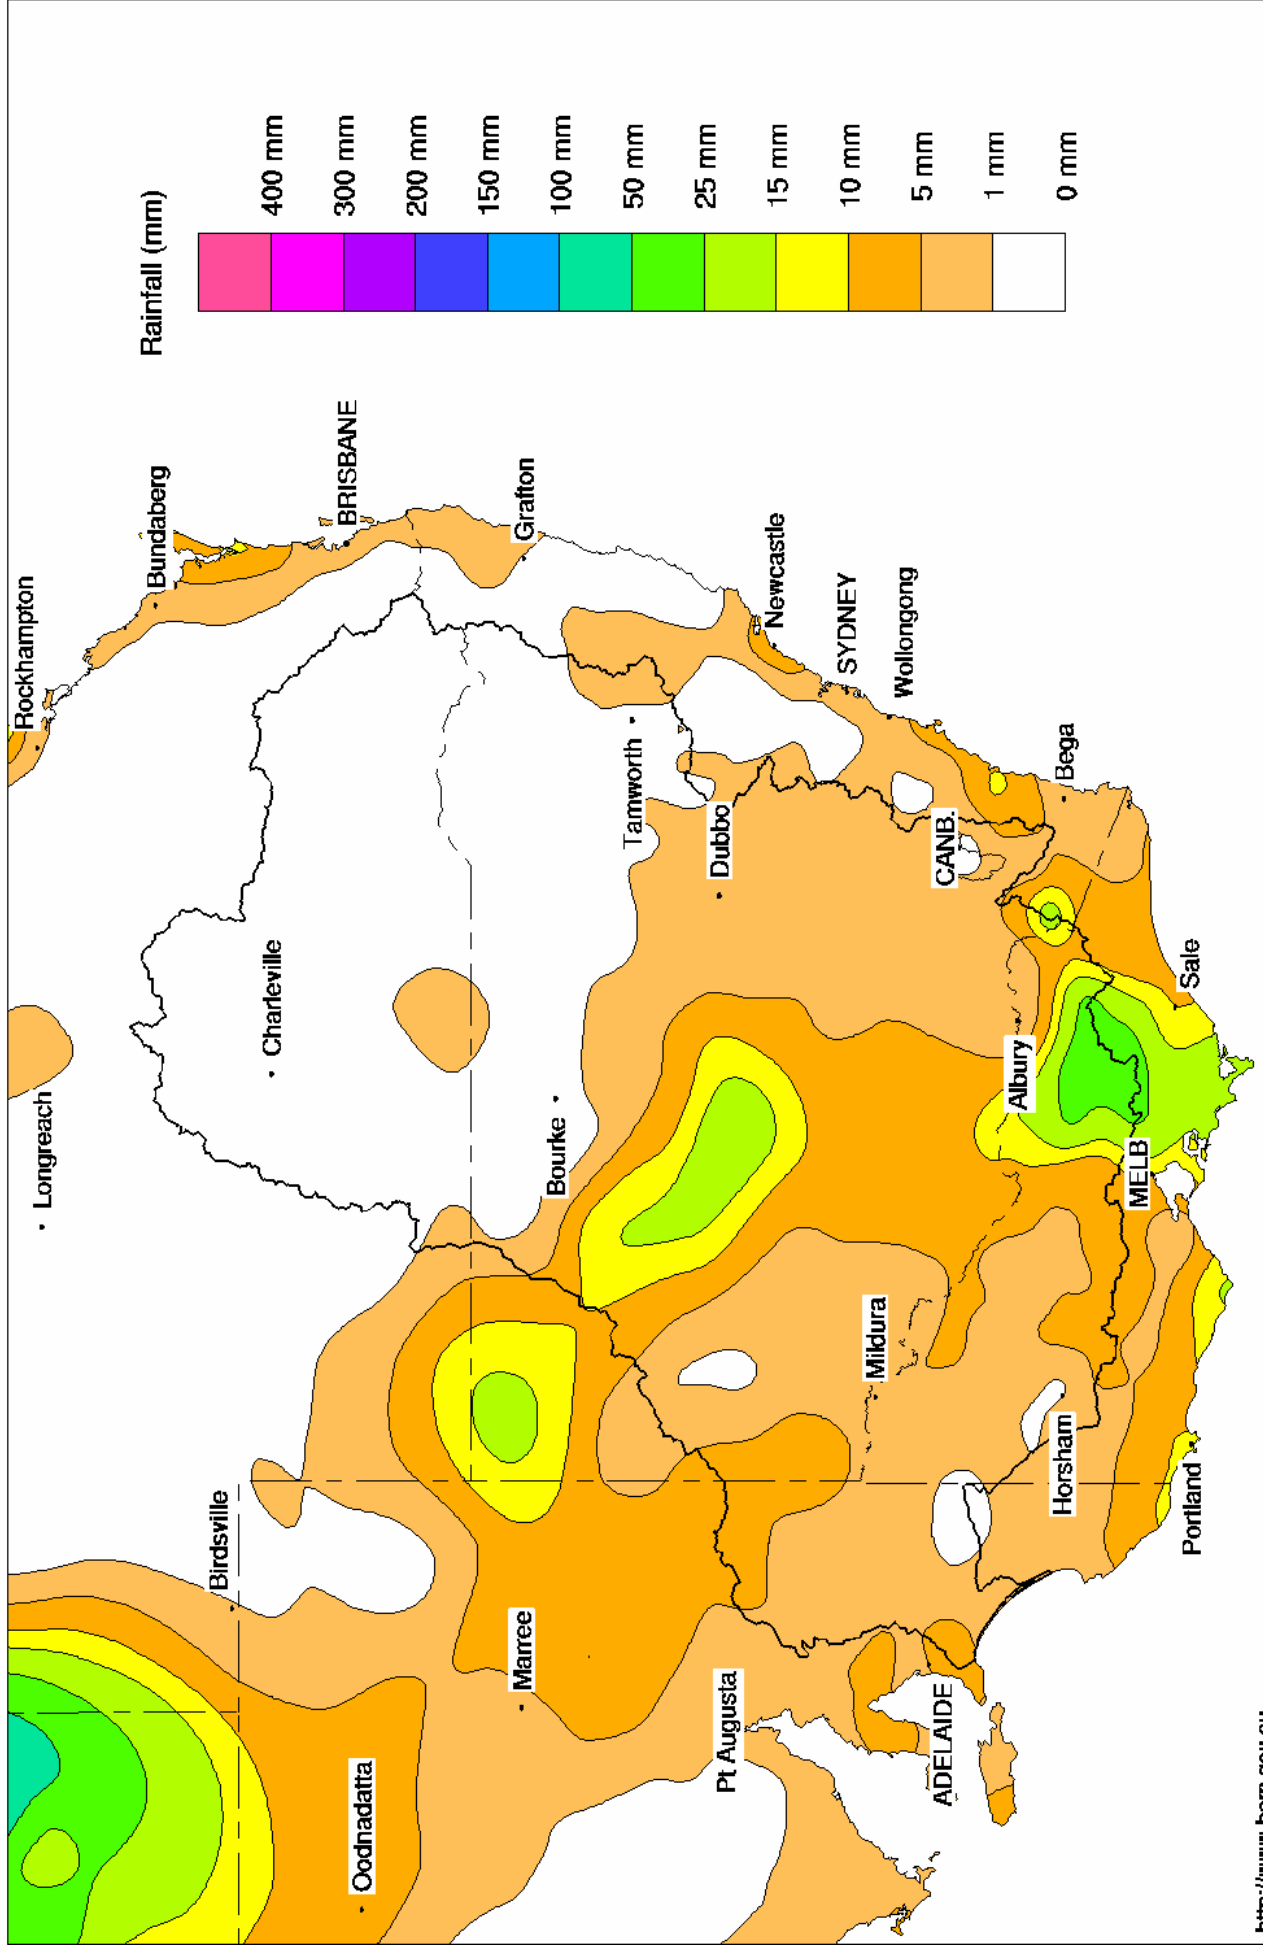 Rainfall (mm)
400 mm
300 mm
200 mm
150 mm
100 mm
50 mm
25 mm
15 mm
10 mm
5 mm
1 mm
0 mm
Rockhampton
Longreach
Bundaberg
Birdsville
Charleville
BRISBANE
Oodnadatta
Marree
Bourke
Grafton
Tamworth
Pt Augusta
Dubbo
Newcastle
Mildura
SYDNEY
Wollongong
ADELAIDE
CANB.
Albury
Horsham
Bega
MELB
Portland
Sale